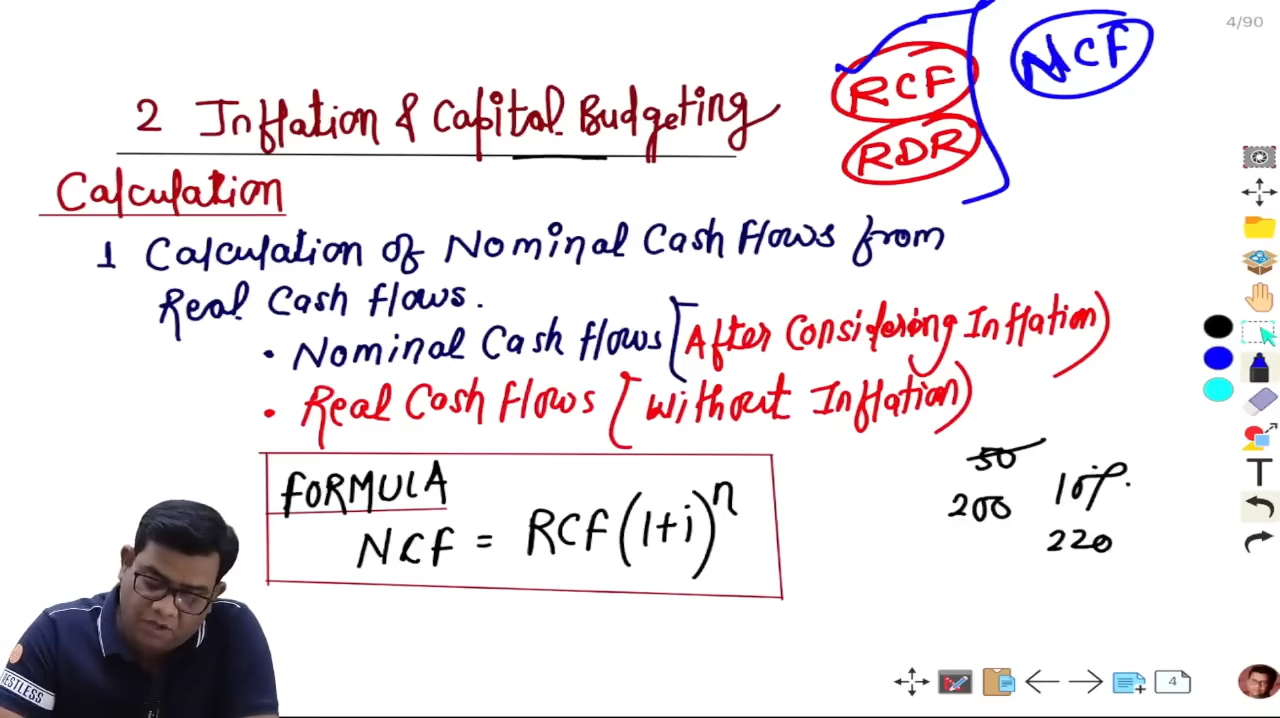 4/90
RCF
NCF
RDR
2 Inflation & Capital Budgeting
Calculation
1 Calculation of Nominal Cash flows from
Real Cash flows.
• Nominal Cash flows [After Considering Inflation)
• Real Cash flows [without Inflation)
FORMULA
NCF = RCF(1+i)^n
50
200 10%.
220
RESTLESS
T
4